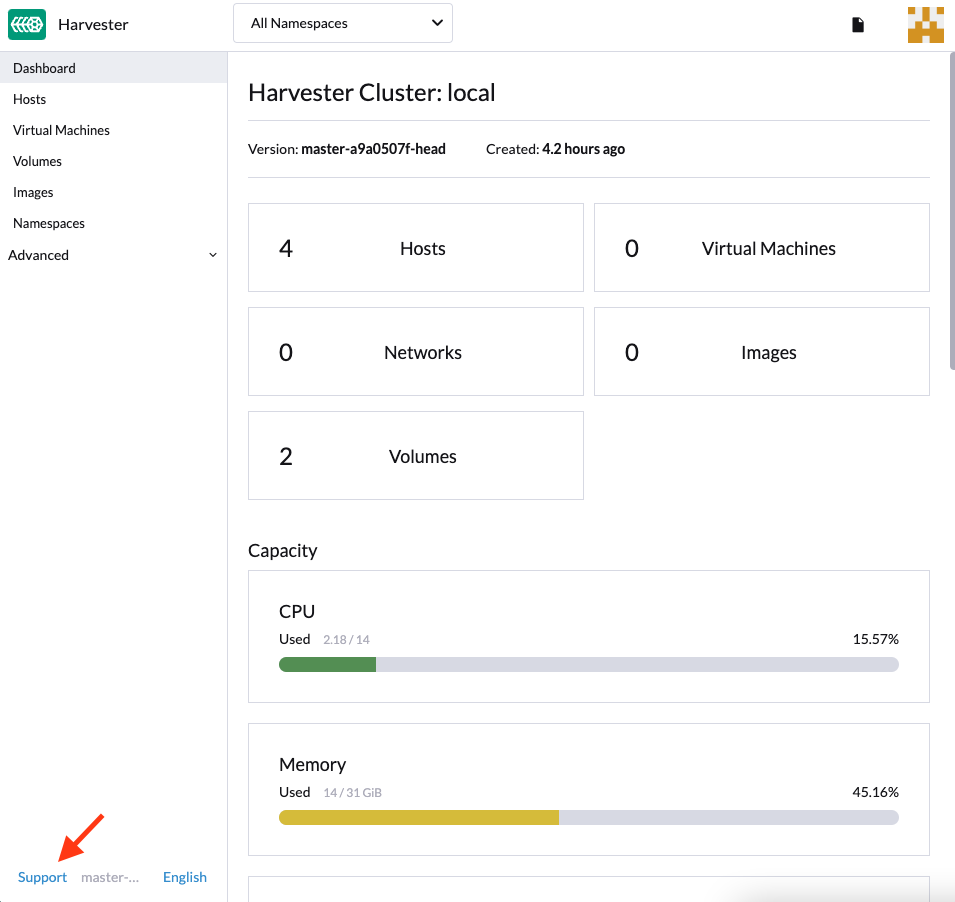 Harvester
All Namespaces
Dashboard
Hosts
Virtual Machines
Volumes
Images
Namespaces
Advanced
Support master-... English
Harvester Cluster: local
Version: master-a9a0507f-head Created: 4.2 hours ago
4 Hosts
0 Virtual Machines
0 Networks
0 Images
2 Volumes
Capacity
CPU
Used 2.18 / 14 15.57%
Memory
Used 14 / 31 GiB 45.16%